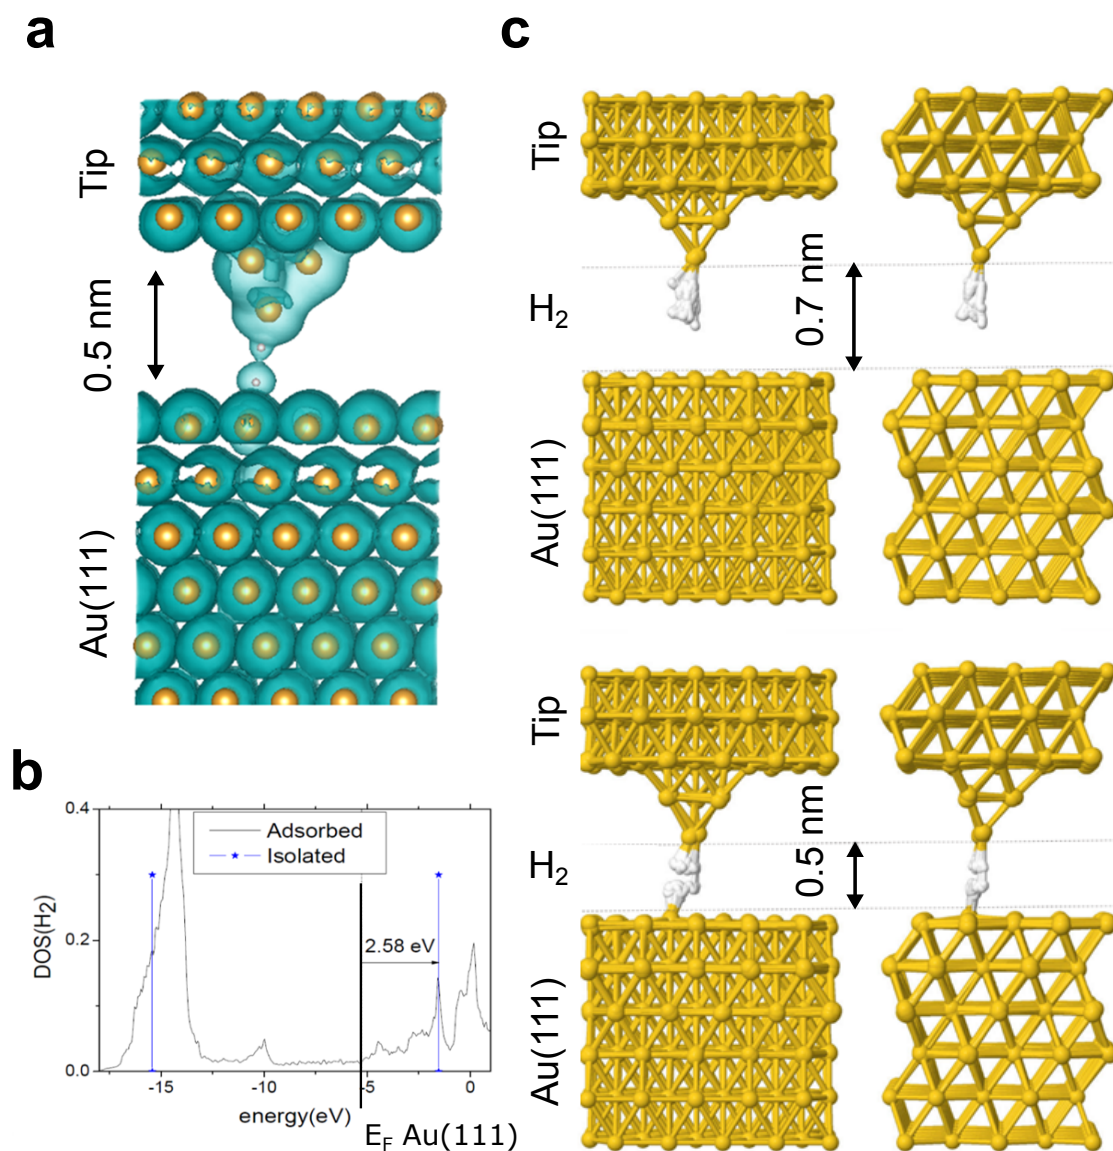 a
Tip
0.5 nm
Au(111)
b
0.4
0.2
0.0
DOS(H₂)
Adsorbed
Isolated
2.58 eV
-15
-10
-5
0
energy(eV)
E_F Au(111)
c
Tip
H₂
0.7 nm
Au(111)
Tip
H₂
0.5 nm
Au(111)